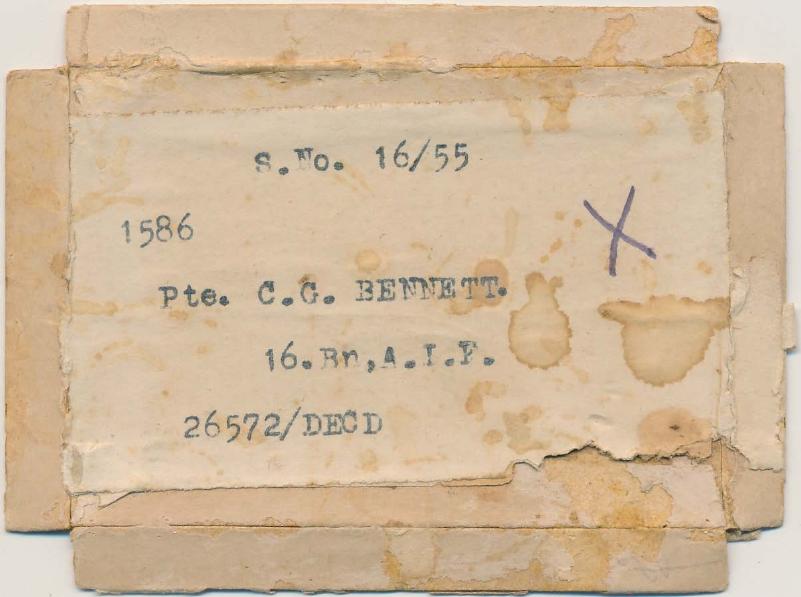 S.No. 16/55
X
1586
Pte. C.G. BENNETT.
16.Bn,A.I.F.
26572/DECD